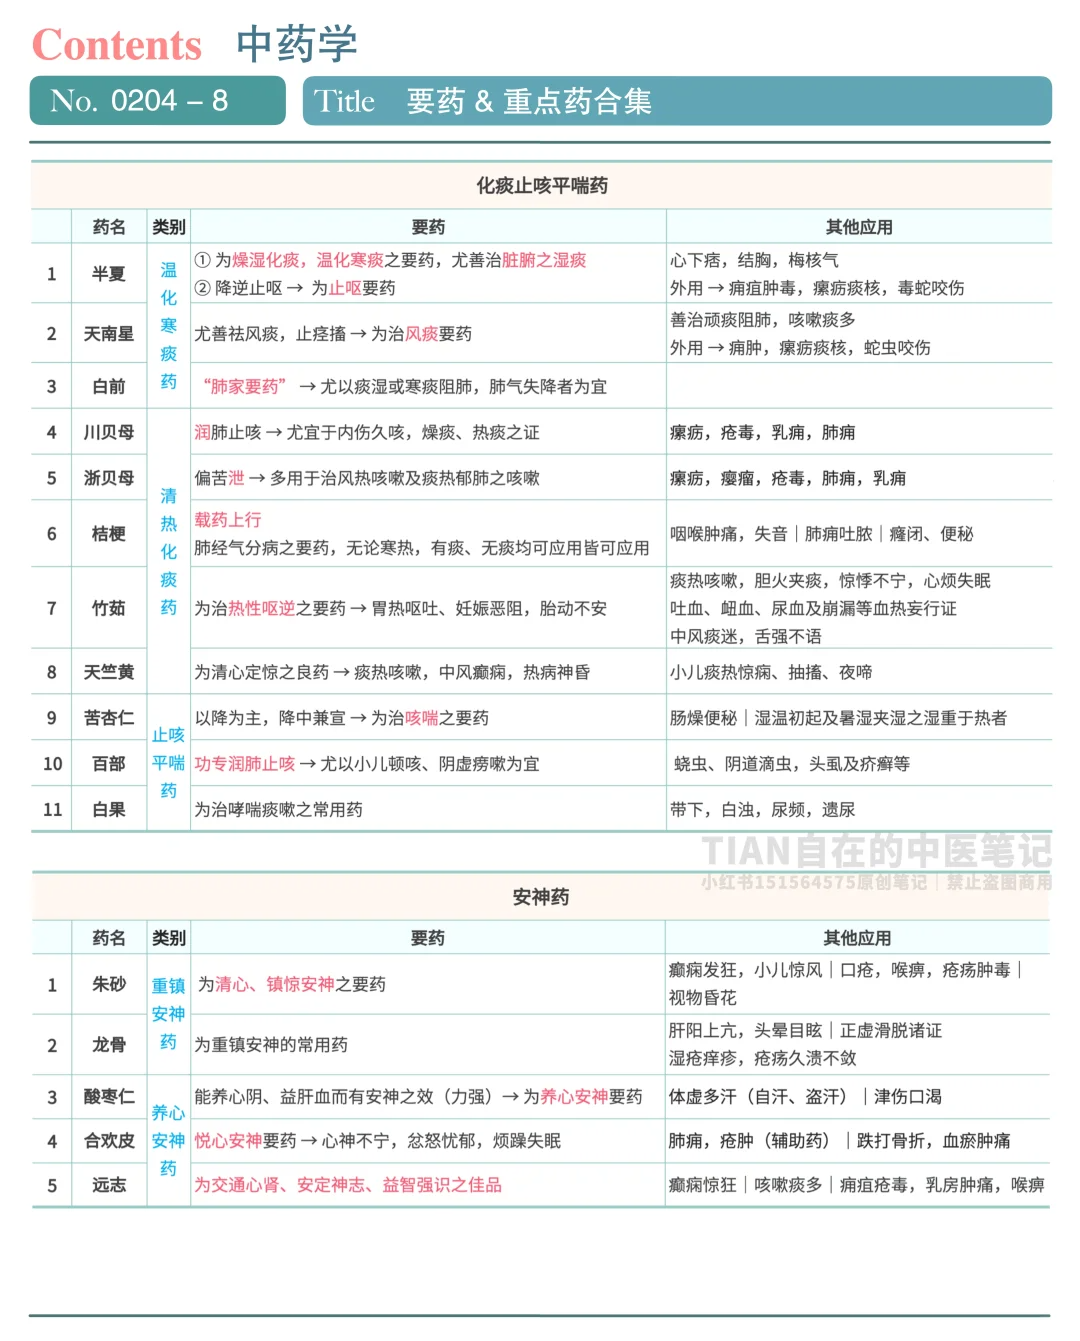 Contents 中药学
No. 0204 – 8 Title 要药 & 重点药合集
化痰止咳平喘药
药名 类别 要药 其他应用
温化寒痰药
1 半夏 ① 为燥湿化痰，温化寒痰之要药，尤善治脏腑之湿痰
② 降逆止呕 → 为止呕要药
心下痞，结胸，梅核气
外用 → 痈疽肿毒，瘰疬痰核，毒蛇咬伤
2 天南星 尤善祛风痰，止痉搐 → 为治风痰要药
善治顽痰阻肺，咳嗽痰多
外用 → 痈肿，瘰疬痰核，蛇虫咬伤
3 白前 “肺家要药” → 尤以痰湿或寒痰阻肺，肺气失降者为宜
清热化痰药
4 川贝母 润肺止咳 → 尤宜于内伤久咳，燥痰、热痰之证 瘰疬，疮毒，乳痈，肺痈
5 浙贝母 偏苦泄 → 多用于治风热咳嗽及痰热郁肺之咳嗽 瘰疬，瘿瘤，疮毒，肺痈，乳痈
6 桔梗 载药上行
肺经气分病之要药，无论寒热，有痰、无痰均可应用皆可应用
咽喉肿痛，失音｜肺痈吐脓｜癃闭、便秘
7 竹茹 为治热性呕逆之要药 → 胃热呕吐、妊娠恶阻，胎动不安
痰热咳嗽，胆火夹痰，惊悸不宁，心烦失眠
吐血、衄血、尿血及崩漏等血热妄行证
中风痰迷，舌强不语
8 天竺黄 为清心定惊之良药 → 痰热咳嗽，中风癫痫，热病神昏 小儿痰热惊痫、抽搐、夜啼
止咳平喘药
9 苦杏仁 以降为主，降中兼宣 → 为治咳喘之要药 肠燥便秘｜湿温初起及暑湿夹湿之湿重于热者
10 百部 功专润肺止咳 → 尤以小儿顿咳、阴虚痨嗽为宜 蛲虫、阴道滴虫，头虱及疥癣等
11 白果 为治哮喘痰嗽之常用药 带下，白浊，尿频，遗尿
TIAN自在的中医笔记
小红书151564575原创笔记｜禁止盗图商用
安神药
药名 类别 要药 其他应用
重镇安神药
1 朱砂 为清心、镇惊安神之要药
癫痫发狂，小儿惊风｜口疮，喉痹，疮疡肿毒｜
视物昏花
2 龙骨 为重镇安神的常用药
肝阳上亢，头晕目眩｜正虚滑脱诸证
湿疮痒疹，疮疡久溃不敛
养心安神药
3 酸枣仁 能养心阴、益肝血而有安神之效（力强）→ 为养心安神要药 体虚多汗（自汗、盗汗）｜津伤口渴
4 合欢皮 悦心安神要药 → 心神不宁，忿怒忧郁，烦躁失眠 肺痈，疮肿（辅助药）｜跌打骨折，血瘀肿痛
5 远志 为交通心肾、安定神志、益智强识之佳品 癫痫惊狂｜咳嗽痰多｜痈疽疮毒，乳房肿痛，喉痹